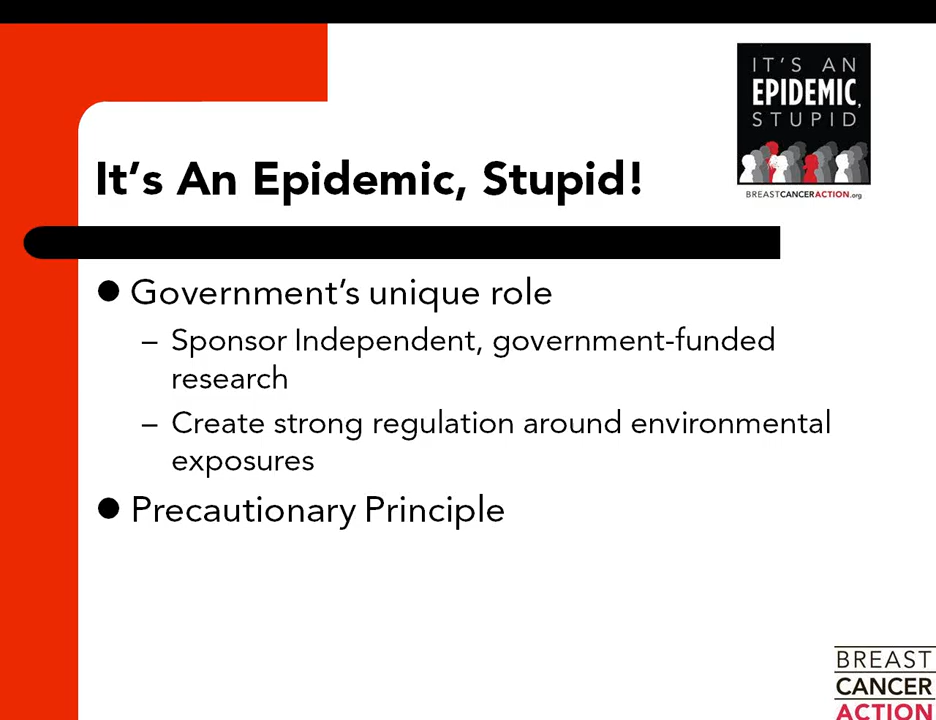 IT'S AN
EPIDEMIC,
STUPID
BREASTCANCERACTION.org
It's An Epidemic, Stupid!
● Government's unique role
– Sponsor Independent, government-funded
research
– Create strong regulation around environmental
exposures
● Precautionary Principle
BREAST
CANCER
ACTION